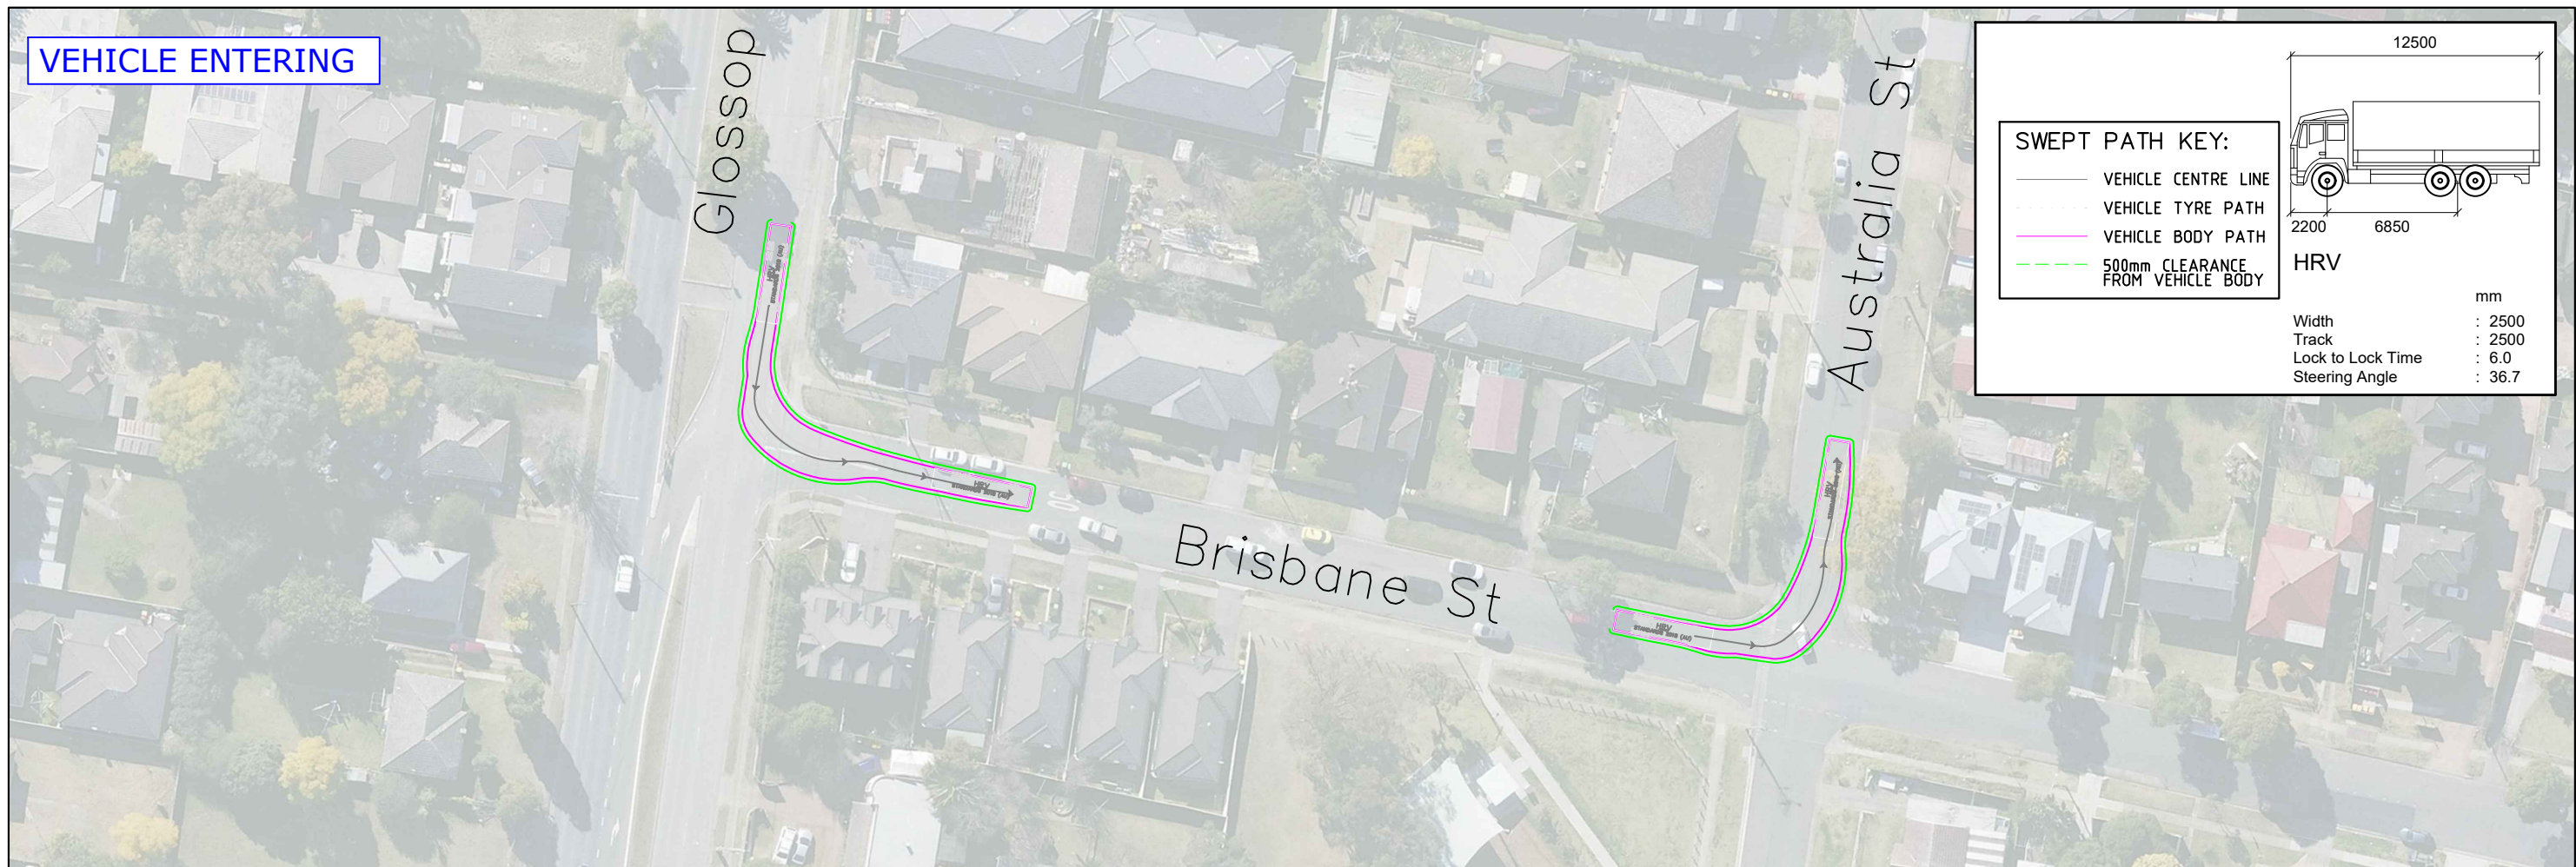 VEHICLE ENTERING
Glossop
Australia St
Brisbane St
HRV
HRV
HRV
HRV
SWEPT PATH KEY:
VEHICLE CENTRE LINE
VEHICLE TYRE PATH
VEHICLE BODY PATH
500mm CLEARANCE
FROM VEHICLE BODY
12500
2200
6850
HRV
mm
Width : 2500
Track : 2500
Lock to Lock Time : 6.0
Steering Angle : 36.7